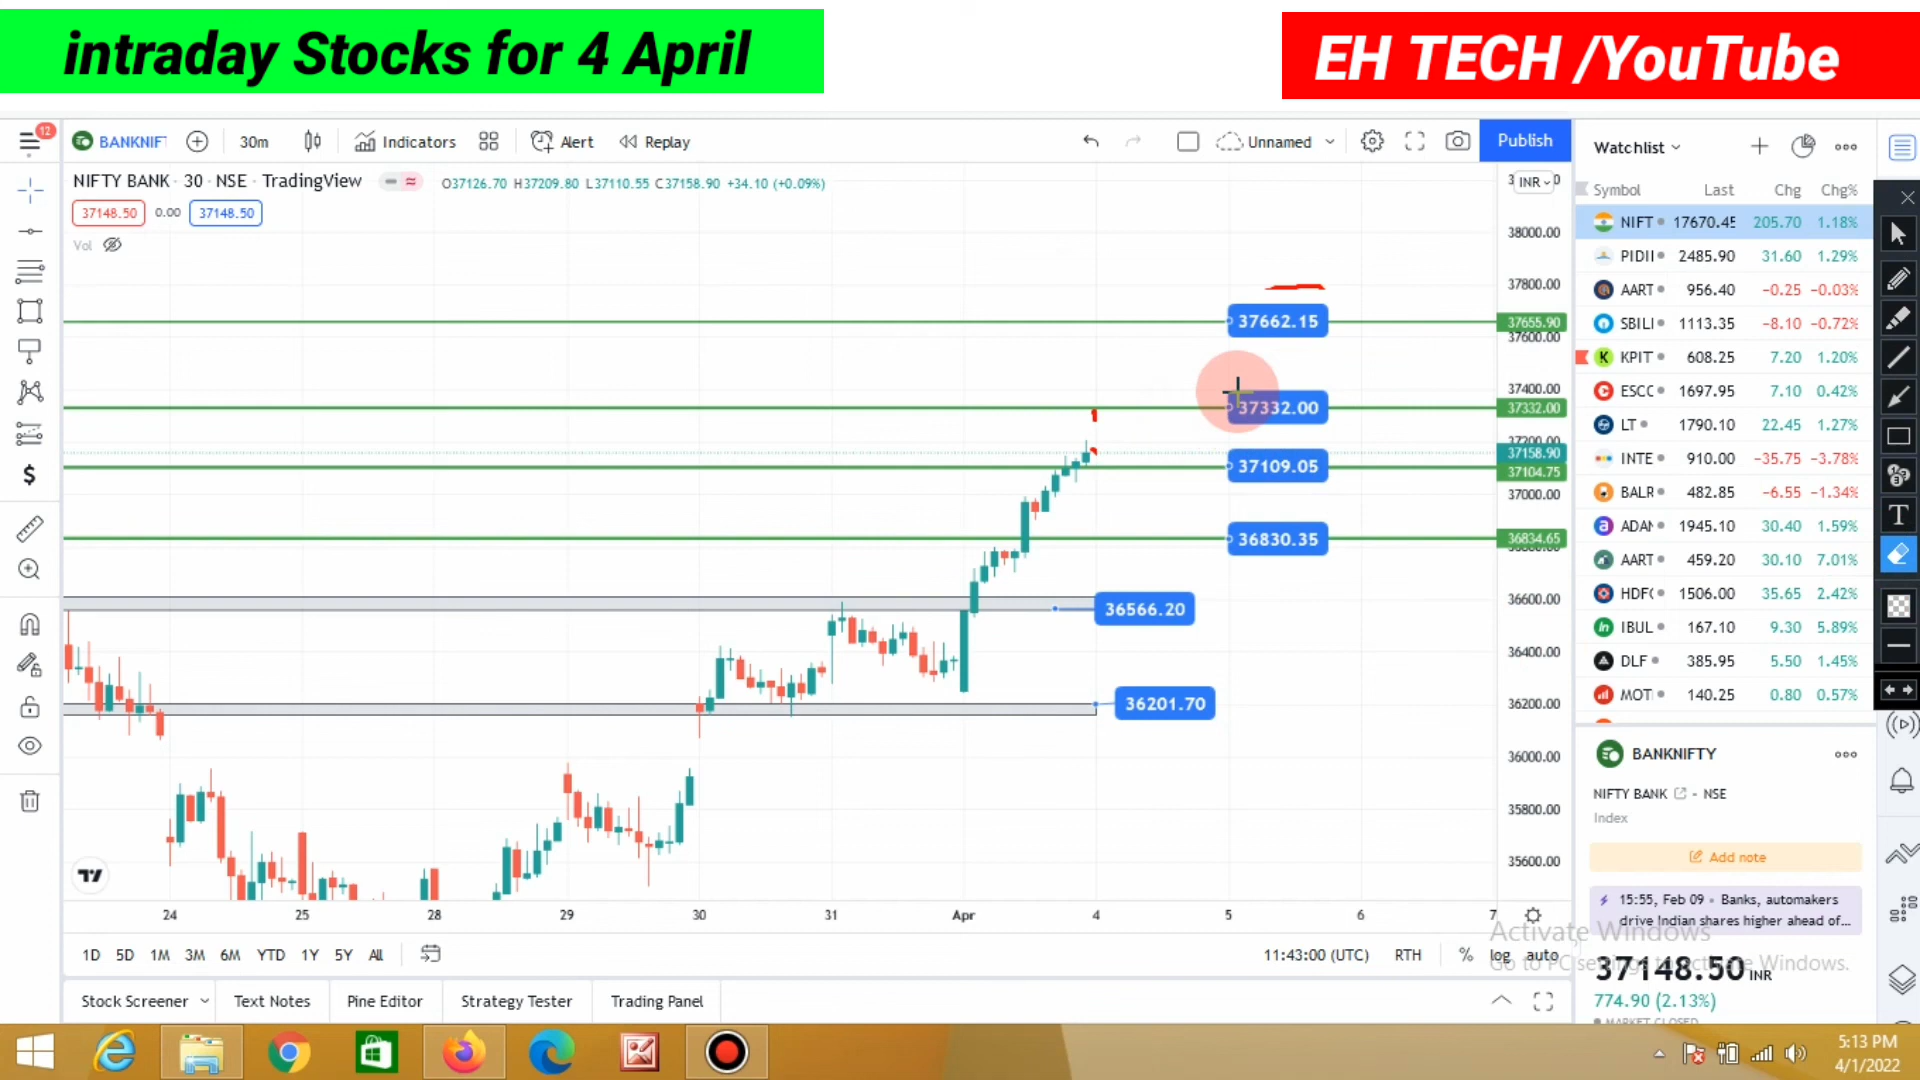 intraday Stocks for 4 April
EH TECH /YouTube
12
BANKNIF
30m
Indicators
Alert
Replay
Unnamed
Publish
NIFTY BANK · 30 · NSE · TradingView
O37126.70 H37209.80 L37110.55 C37158.90 +34.10 (+0.09%)
INR
37148.50 0.00 37148.50
Vol
38000.00
37800.00
37662.15
37655.90
37600.00
37400.00
37332.00
37332.00
37200.00
37158.90
37109.05
37104.75
37000.00
36830.35
36834.65
36600.00
36566.20
36400.00
36201.70
36200.00
36000.00
35800.00
35600.00
24 25 28 29 30 31 Apr 4 5 6 7
1D 5D 1M 3M 6M YTD 1Y 5Y All
11:43:00 (UTC) RTH % log auto
Stock Screener Text Notes Pine Editor Strategy Tester Trading Panel
Watchlist
Symbol Last Chg Chg%
NIFT 17670.45 205.70 1.18%
PIDII 2485.90 31.60 1.29%
AART 956.40 −0.25 −0.03%
SBILI 1113.35 −8.10 −0.72%
KPIT 608.25 7.20 1.20%
ESCC 1697.95 7.10 0.42%
LT 1790.10 22.45 1.27%
INTE 910.00 −35.75 −3.78%
BALR 482.85 −6.55 −1.34%
ADAN 1945.10 30.40 1.59%
AART 459.20 30.10 7.01%
HDF 1506.00 35.65 2.42%
IBUL 167.10 9.30 5.89%
DLF 385.95 5.50 1.45%
MOT 140.25 0.80 0.57%
BANKNIFTY
NIFTY BANK - NSE
Index
Add note
15:55, Feb 09 • Banks, automakers
drive Indian shares higher ahead of...
Activate Windows
Go to PC settings to activate Windows.
37148.50 INR
774.90 (2.13%)
MARKET CLOSED
5:13 PM
4/1/2022